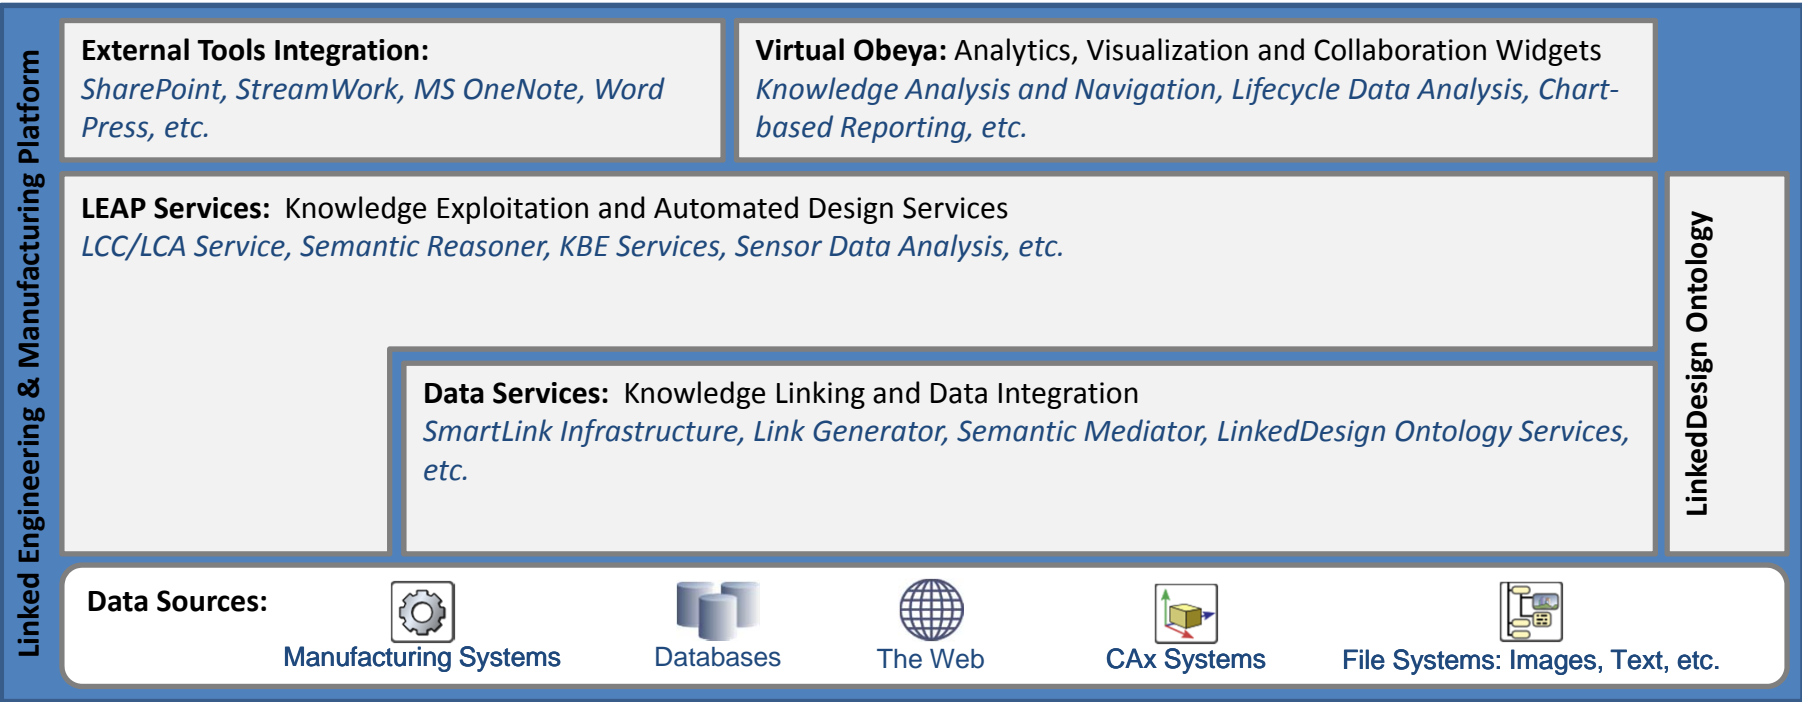 Linked Engineering & Manufacturing Platform
External Tools Integration:
SharePoint, StreamWork, MS OneNote, Word
Press, etc.
Virtual Obeya: Analytics, Visualization and Collaboration Widgets
Knowledge Analysis and Navigation, Lifecycle Data Analysis, Chart-
based Reporting, etc.
LEAP Services: Knowledge Exploitation and Automated Design Services
LCC/LCA Service, Semantic Reasoner, KBE Services, Sensor Data Analysis, etc.
Data Services: Knowledge Linking and Data Integration
SmartLink Infrastructure, Link Generator, Semantic Mediator, LinkedDesign Ontology Services,
etc.
LinkedDesign Ontology
Data Sources:
Manufacturing Systems
Databases
The Web
CAx Systems
File Systems: Images, Text, etc.